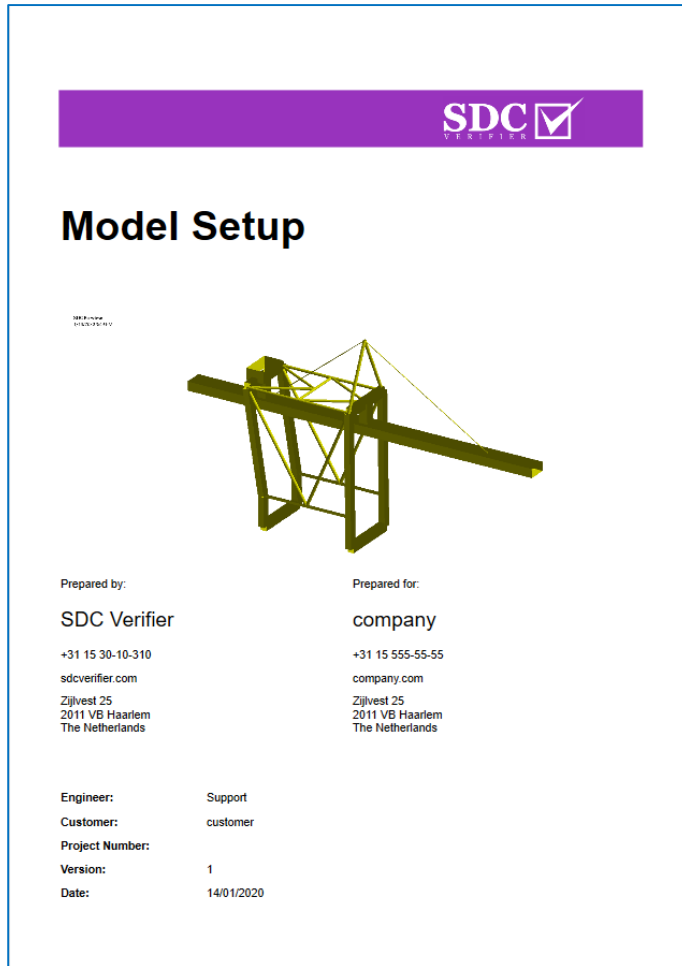 SDC
VERIFIER
Model Setup
Prepared by:
Prepared for:
SDC Verifier
company
+31 15 30-10-310
+31 15 555-55-55
sdcverifier.com
company.com
Zijlvest 25
Zijlvest 25
2011 VB Haarlem
2011 VB Haarlem
The Netherlands
The Netherlands
Engineer: Support
Customer: customer
Project Number:
Version: 1
Date: 14/01/2020